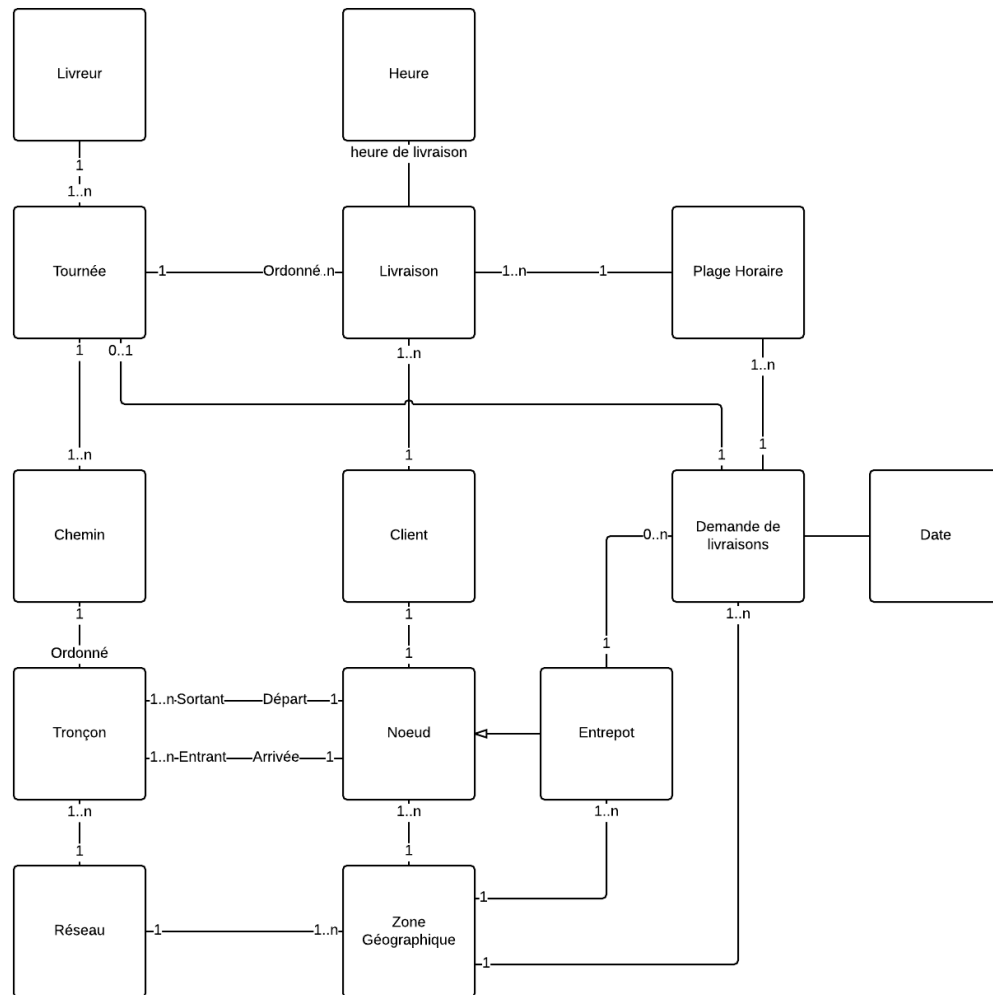 Livreur
Heure
1
heure de livraison
1..n
Tournée
1
Ordonné
.n
Livraison
1..n
1
Plage Horaire
1
0..1
1..n
1..n
1..n
1
1
1
Chemin
Client
0..n
Demande de
livraisons
Date
1
1
1..n
1
Ordonné
1
1..n
Sortant
Départ
1
Tronçon
Noeud
Entrepot
1..n
Entrant
Arrivée
1
1..n
1..n
1..n
1
1
1
Réseau
1
1..n
Zone
Géographique
1